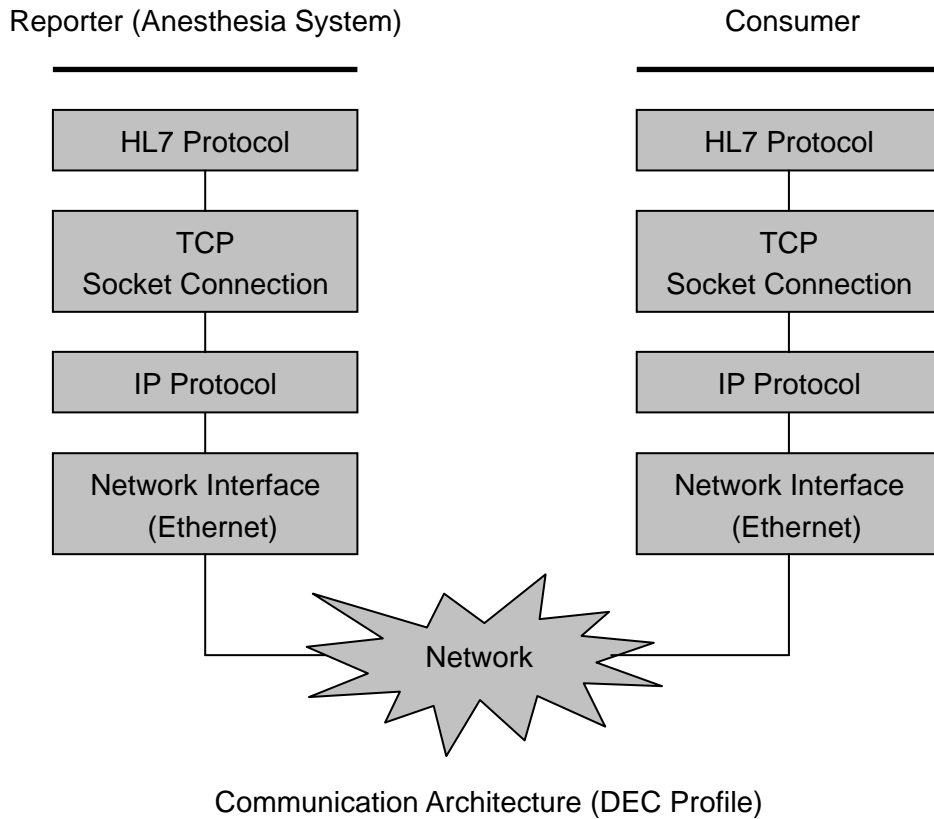 Reporter (Anesthesia System)
Consumer
HL7 Protocol
HL7 Protocol
TCP
Socket Connection
TCP
Socket Connection
IP Protocol
IP Protocol
Network Interface
(Ethernet)
Network Interface
(Ethernet)
Network
Communication Architecture (DEC Profile)